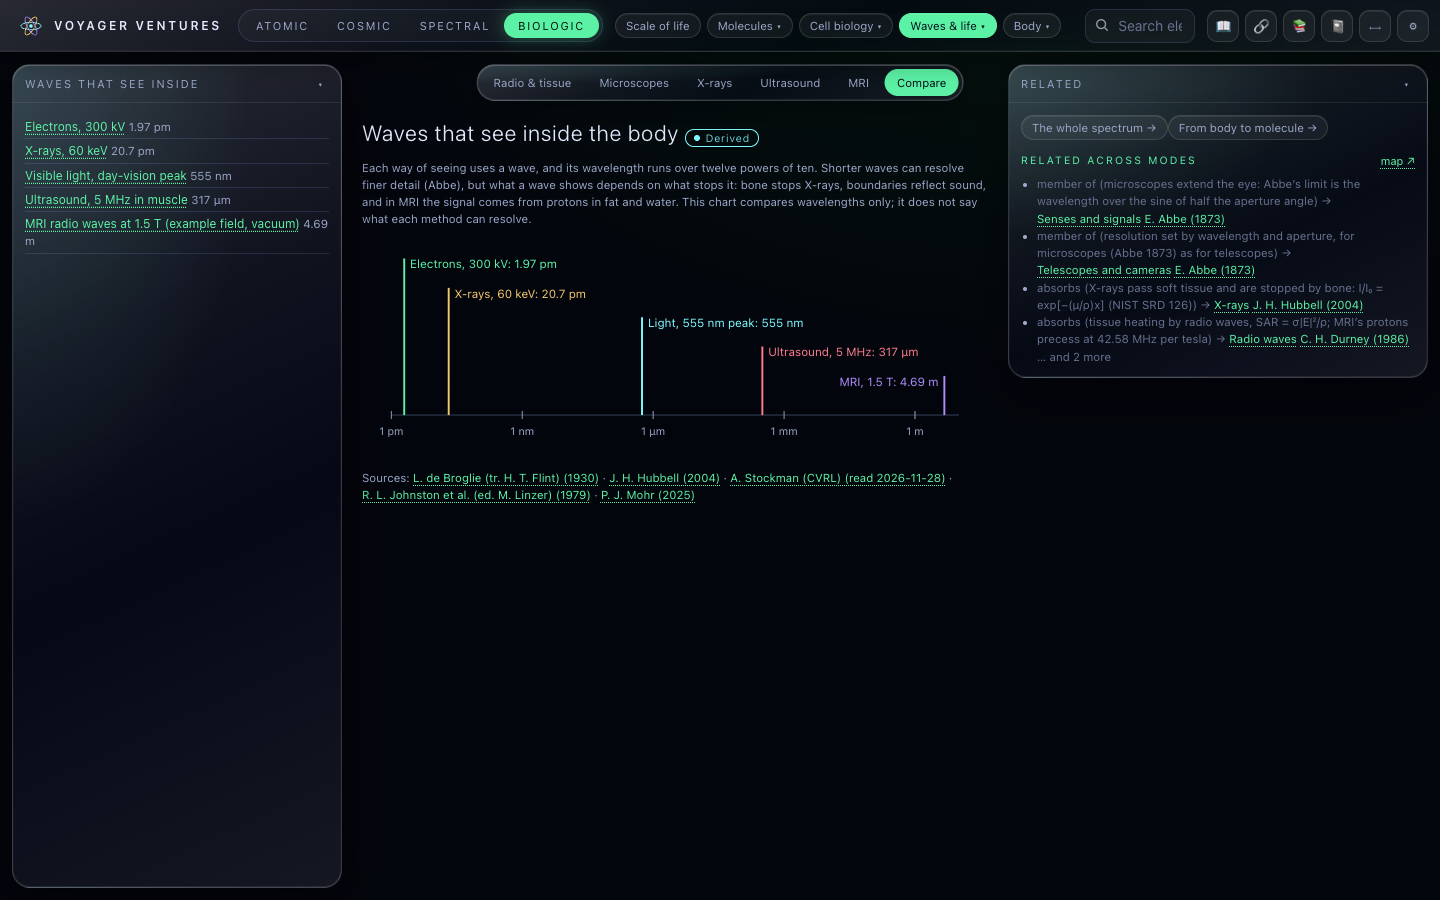 VOYAGER VENTURES
ATOMIC COSMIC SPECTRAL BIOLOGIC
Scale of life Molecules Cell biology Waves & life Body
Search ele
WAVES THAT SEE INSIDE
Electrons, 300 kV 1.97 pm
X-rays, 60 keV 20.7 pm
Visible light, day-vision peak 555 nm
Ultrasound, 5 MHz in muscle 317 µm
MRI radio waves at 1.5 T (example field, vacuum) 4.69
m
Radio & tissue Microscopes X-rays Ultrasound MRI Compare
Waves that see inside the body Derived
Each way of seeing uses a wave, and its wavelength runs over twelve powers of ten. Shorter waves can resolve
finer detail (Abbe), but what a wave shows depends on what stops it: bone stops X-rays, boundaries reflect sound,
and in MRI the signal comes from protons in fat and water. This chart compares wavelengths only; it does not say
what each method can resolve.
Electrons, 300 kV: 1.97 pm
X-rays, 60 keV: 20.7 pm
Light, 555 nm peak: 555 nm
Ultrasound, 5 MHz: 317 µm
MRI, 1.5 T: 4.69 m
1 pm 1 nm 1 µm 1 mm 1 m
Sources: L. de Broglie (tr. H. T. Flint) (1930) · J. H. Hubbell (2004) · A. Stockman (CVRL) (read 2026-11-28) ·
R. L. Johnston et al. (ed. M. Linzer) (1979) · P. J. Mohr (2025)
RELATED
The whole spectrum → From body to molecule →
RELATED ACROSS MODES map ↗
• member of (microscopes extend the eye: Abbe's limit is the
wavelength over the sine of half the aperture angle) →
Senses and signals E. Abbe (1873)
• member of (resolution set by wavelength and aperture, for
microscopes (Abbe 1873) as for telescopes) →
Telescopes and cameras E. Abbe (1873)
• absorbs (X-rays pass soft tissue and are stopped by bone: I/I₀ =
exp[−(μ/ρ)x] (NIST SRD 126)) → X-rays J. H. Hubbell (2004)
• absorbs (tissue heating by radio waves, SAR = σ|E|²/ρ; MRI's protons
precess at 42.58 MHz per tesla) → Radio waves C. H. Durney (1986)
... and 2 more